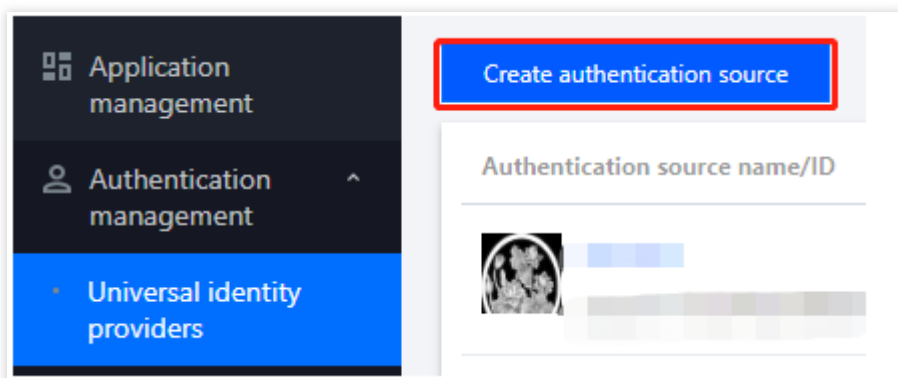 Application
management
Authentication
management
Universal identity
providers
Create authentication source
Authentication source name/ID